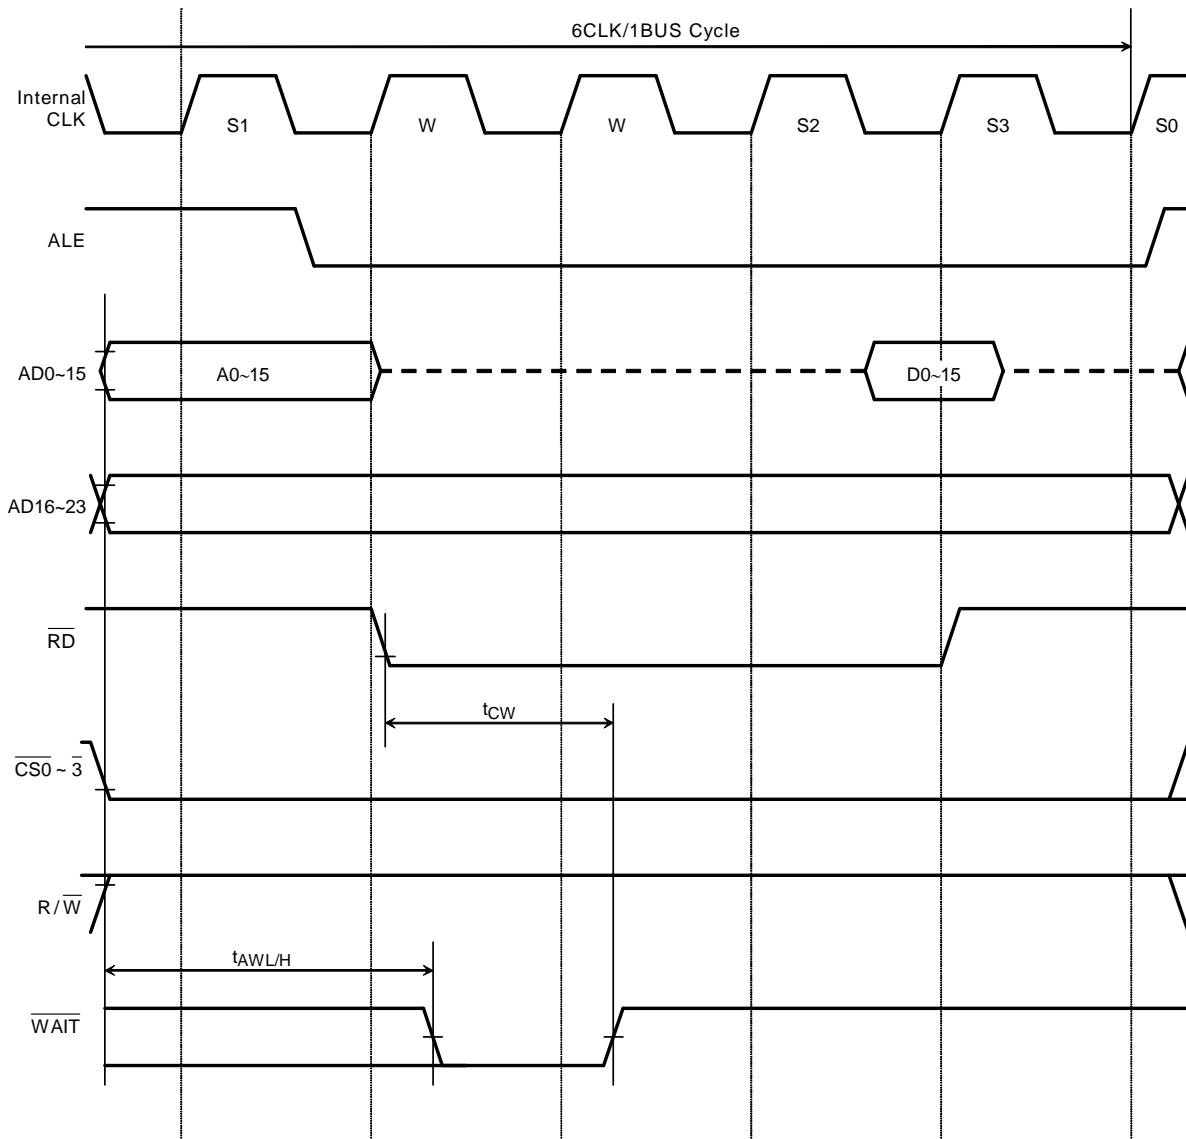 6CLK/1BUS Cycle
Internal
CLK
S1 W W S2 S3 S0
ALE
AD0~15 A0~15 D0~15
AD16~23
RD
tCW
CS0 ~ 3
R / W
tAWL/H
WAIT